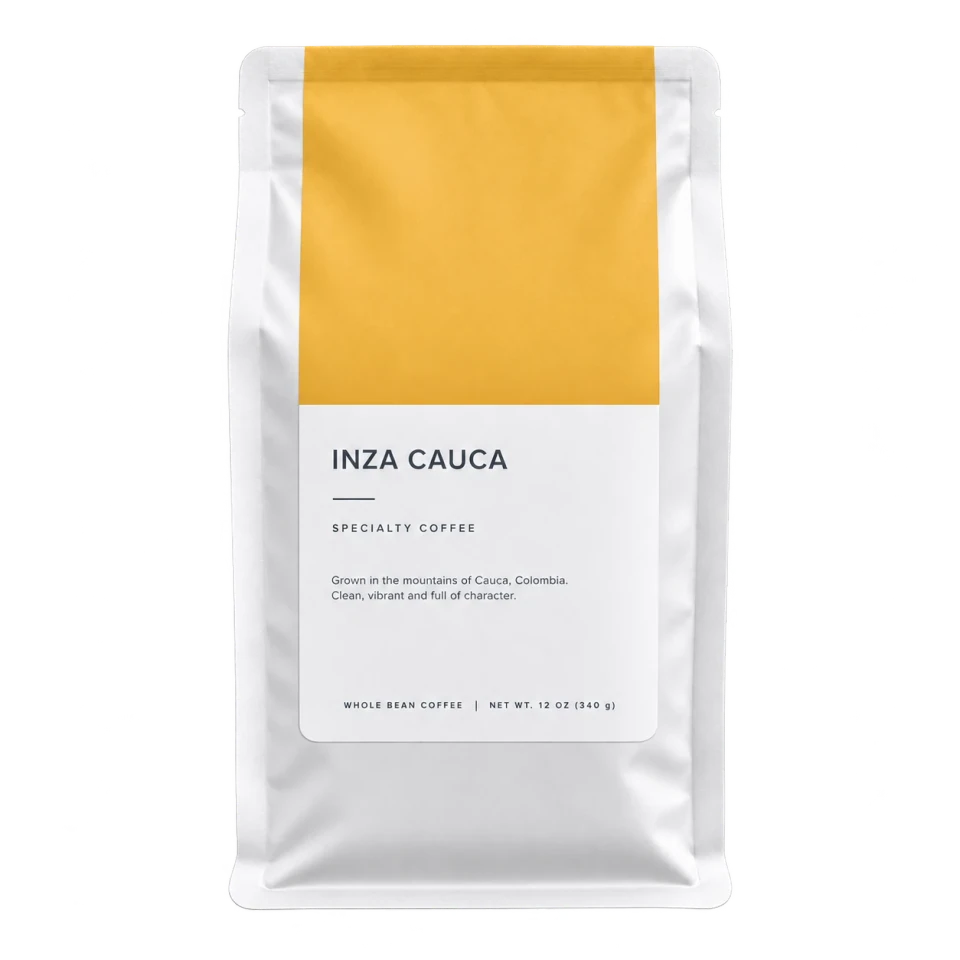 INZA CAUCA
SPECIALTY COFFEE
Grown in the mountains of Cauca, Colombia.
Clean, vibrant and full of character.
WHOLE BEAN COFFEE | NET WT. 12 OZ (340 g)